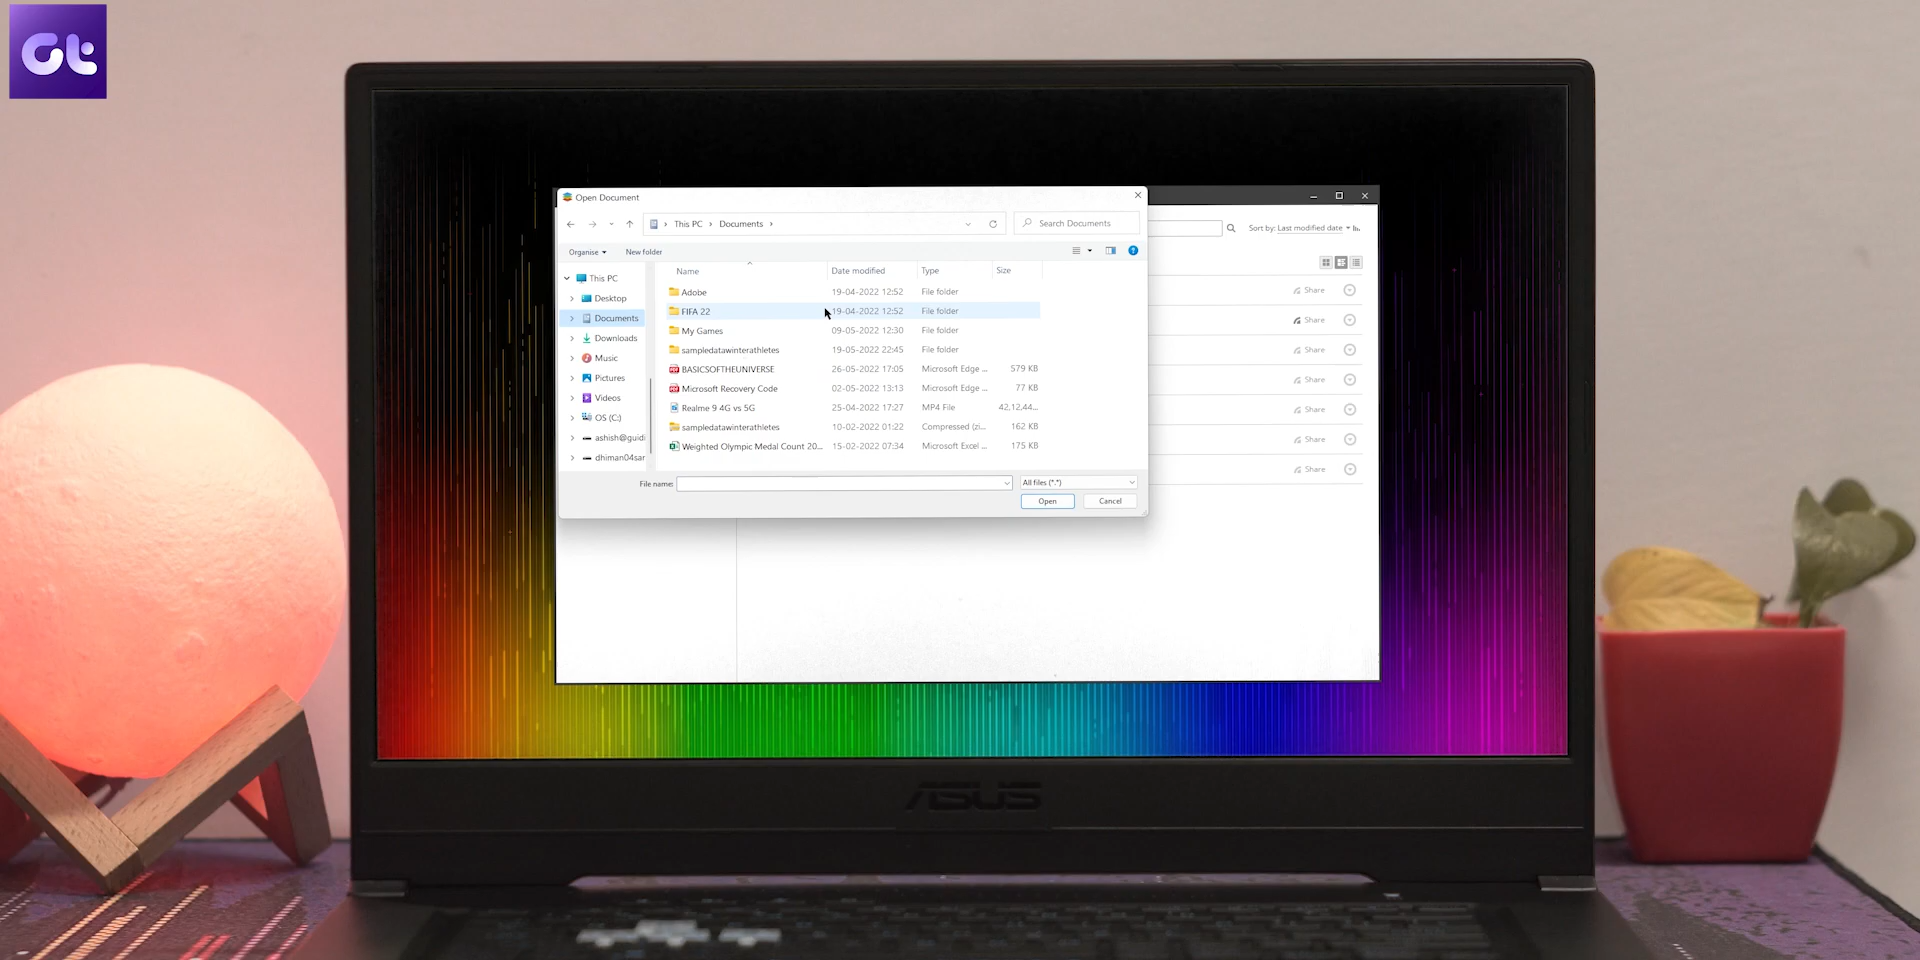 Gt
Open Document
This PC > Documents >
Search Documents
Sort by: Last modified date
Organise
New folder
Name Date modified Type Size
This PC
Desktop
Documents
Downloads
Music
Pictures
Videos
OS (C:)
ashish@guidi
dhiman04sar
Adobe 19-04-2022 12:52 File folder
FIFA 22 19-04-2022 12:52 File folder
My Games 09-05-2022 12:30 File folder
sampledatawinterathletes 19-05-2022 22:45 File folder
BASICSOFTHEUNIVERSE 26-05-2022 17:05 Microsoft Edge ... 579 KB
Microsoft Recovery Code 02-05-2022 13:13 Microsoft Edge ... 77 KB
Realme 9 4G vs 5G 25-04-2022 17:27 MP4 File 42,12,44...
sampledatawinterathletes 10-02-2022 01:22 Compressed (zi... 162 KB
Weighted Olympic Medal Count 20... 15-02-2022 07:34 Microsoft Excel ... 175 KB
Share
Share
Share
Share
Share
Share
Share
File name:
All files (*.*)
Open
Cancel
ASUS